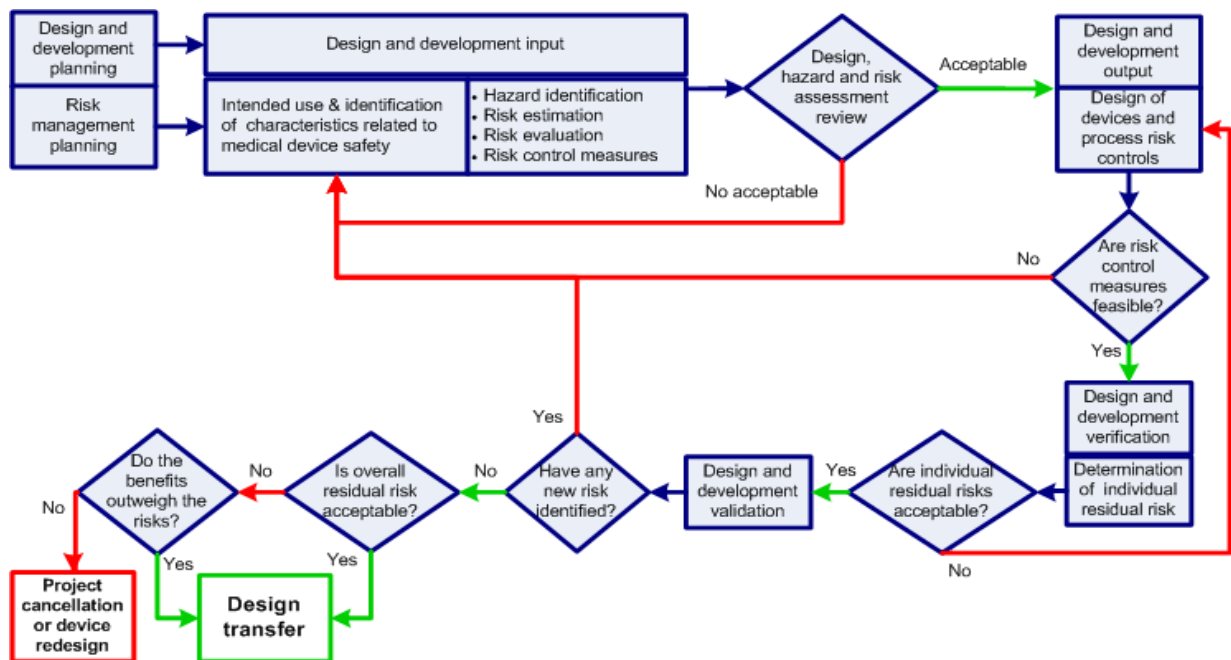 Design and
development
planning
Risk
management
planning
Design and development input
Intended use & identification
of characteristics related to
medical device safety
• Hazard identification
• Risk estimation
• Risk evaluation
• Risk control measures
Design,
hazard and risk
assessment
review
Acceptable
No acceptable
Design and
development
output
Design of
devices and
process risk
controls
Are risk
control
measures
feasible?
No
Yes
Design and
development
verification
Determination
of individual
residual risk
Are individual
residual risks
acceptable?
Yes
No
Design and
development
validation
Have any
new risk
identified?
Yes
No
Is overall
residual risk
acceptable?
No
Yes
Do the
benefits
outweigh the
risks?
No
Yes
Project
cancellation
or device
redesign
Design
transfer